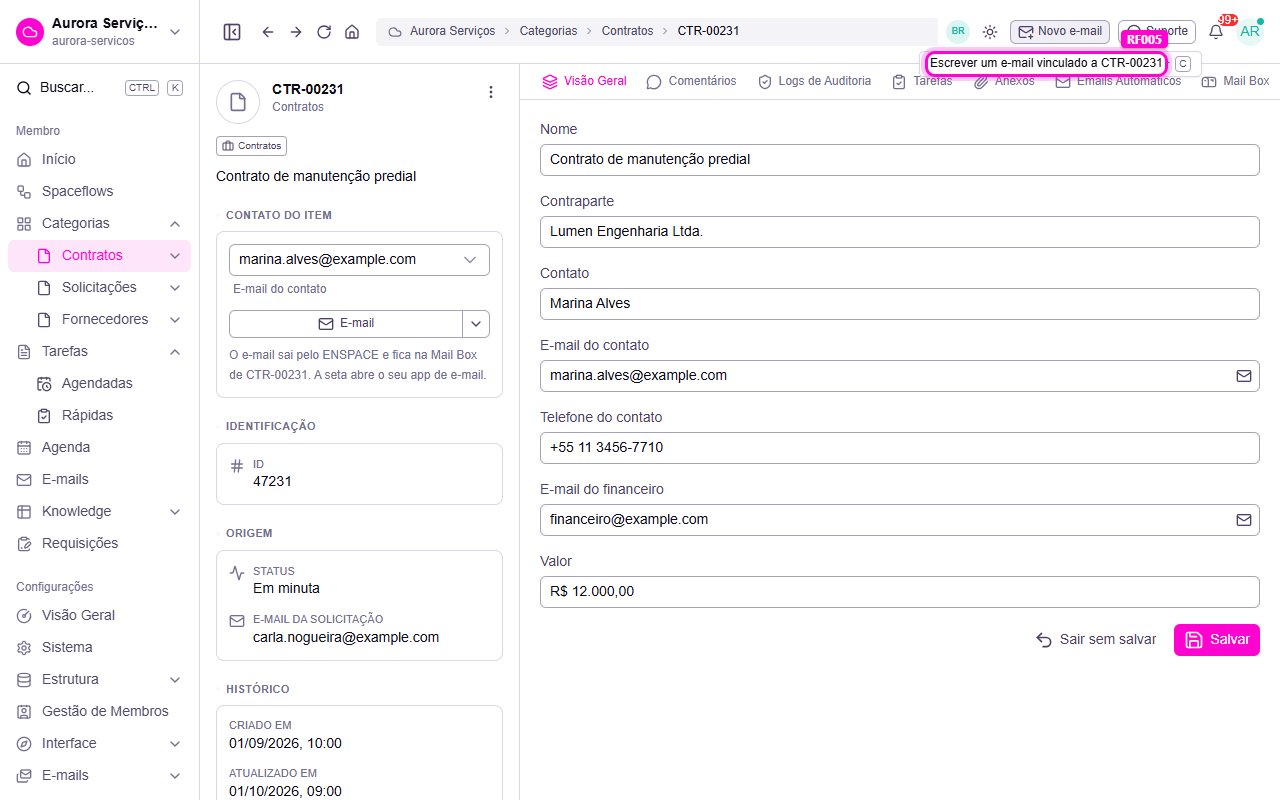 Aurora Serviç...
aurora-servicos
Aurora Serviços
Categorias
Contratos
CTR-00231
BR
Novo e-mail
99+
AR
RF005
Escrever um e-mail vinculado a CTR-00231
C
Buscar...
CTRL
K
Membro
Início
Spaceflows
Categorias
Contratos
Solicitações
Fornecedores
Tarefas
Agendadas
Rápidas
Agenda
E-mails
Knowledge
Requisições
Configurações
Visão Geral
Sistema
Estrutura
Gestão de Membros
Interface
E-mails
CTR-00231
Contratos
Contratos
Contrato de manutenção predial
CONTATO DO ITEM
marina.alves@example.com
E-mail do contato
E-mail
O e-mail sai pelo ENSPACE e fica na Mail Box
de CTR-00231. A seta abre o seu app de e-mail.
IDENTIFICAÇÃO
ID
47231
ORIGEM
STATUS
Em minuta
E-MAIL DA SOLICITAÇÃO
carla.nogueira@example.com
HISTÓRICO
CRIADO EM
01/09/2026, 10:00
ATUALIZADO EM
01/10/2026, 09:00
Visão Geral
Comentários
Logs de Auditoria
Tarefas
Anexos
E-mails Automáticos
Mail Box
Nome
Contrato de manutenção predial
Contraparte
Lumen Engenharia Ltda.
Contato
Marina Alves
E-mail do contato
marina.alves@example.com
Telefone do contato
+55 11 3456-7710
E-mail do financeiro
financeiro@example.com
Valor
R$ 12.000,00
Sair sem salvar
Salvar